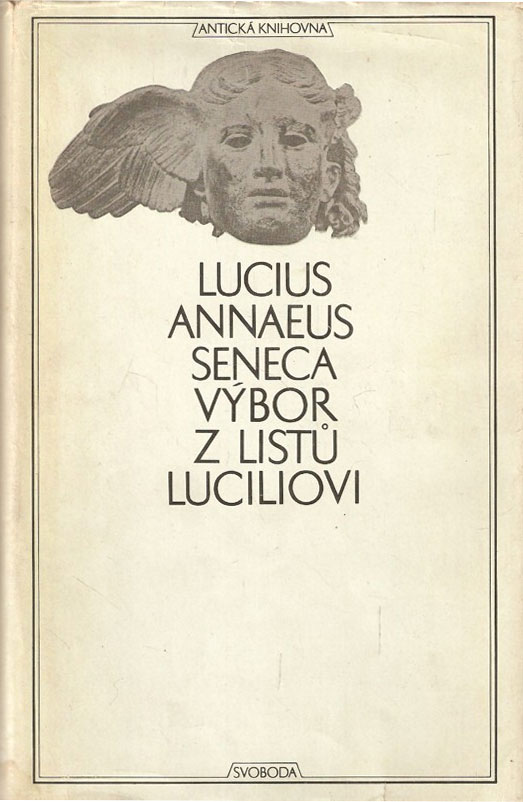 ANTICKÁ KNIHOVNA
LUCIUS
ANNAEUS
SENECA
VÝBOR
Z LISTŮ
LUCILIOVI
SVOBODA